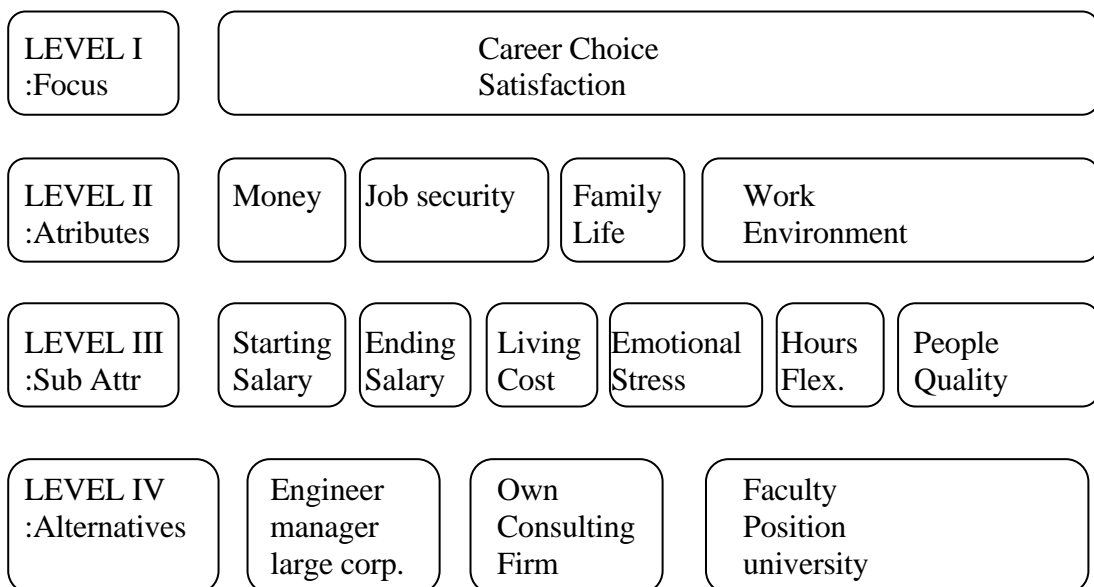 LEVEL I
:Focus
Career Choice
Satisfaction
LEVEL II
:Atributes
Money
Job security
Family
Life
Work
Environment
LEVEL III
:Sub Attr
Starting
Salary
Ending
Salary
Living
Cost
Emotional
Stress
Hours
Flex.
People
Quality
LEVEL IV
:Alternatives
Engineer
manager
large corp.
Own
Consulting
Firm
Faculty
Position
university